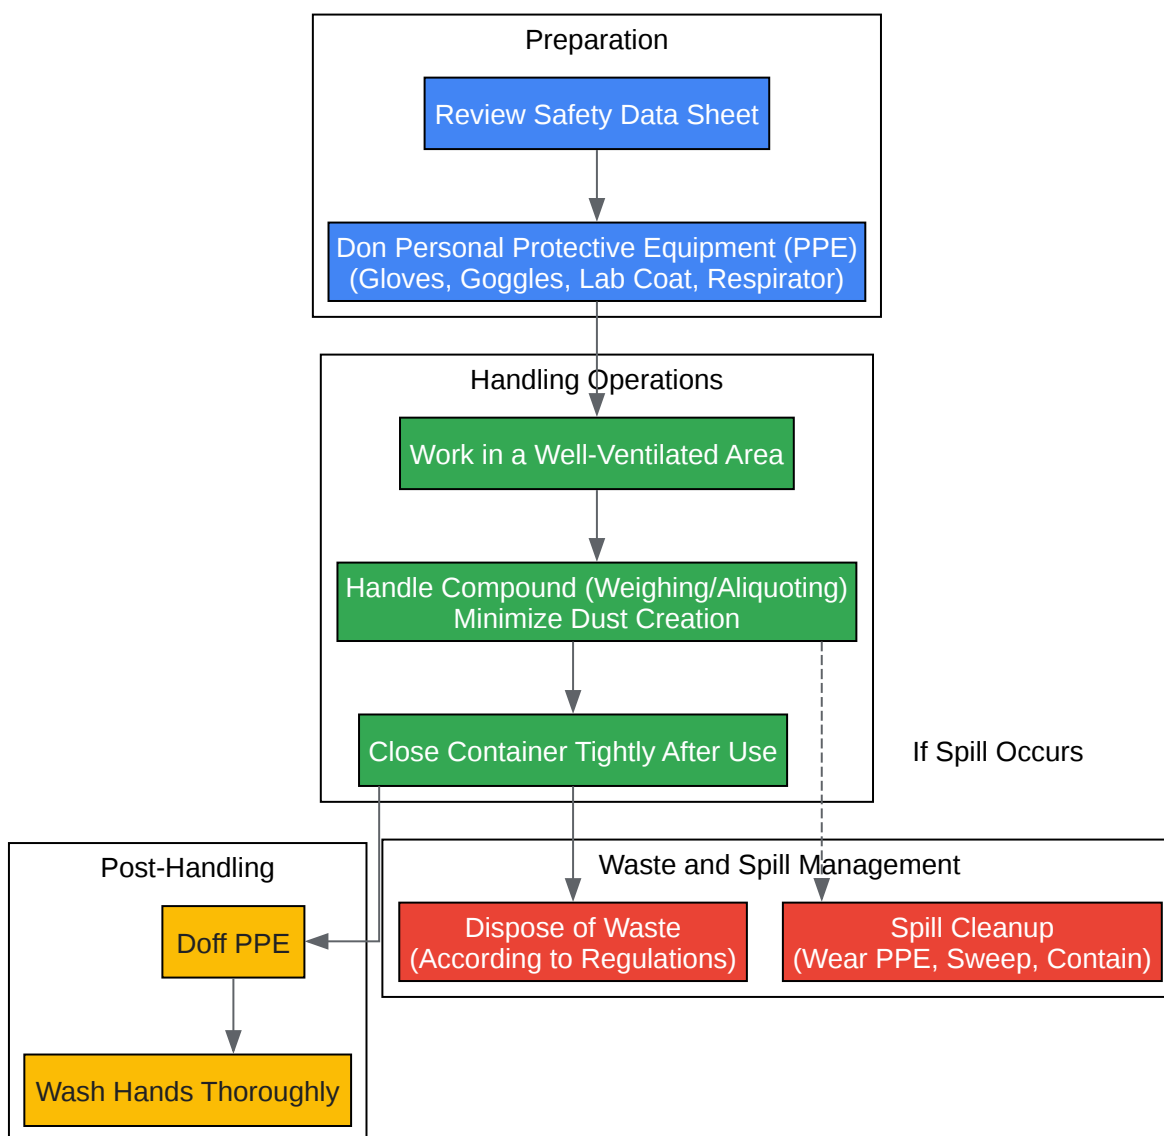 Preparation
Review Safety Data Sheet
Don Personal Protective Equipment (PPE)
(Gloves, Goggles, Lab Coat, Respirator)
Handling Operations
Work in a Well-Ventilated Area
Handle Compound (Weighing/Aliquoting)
Minimize Dust Creation
Close Container Tightly After Use
If Spill Occurs
Post-Handling
Doff PPE
Wash Hands Thoroughly
Waste and Spill Management
Dispose of Waste
(According to Regulations)
Spill Cleanup
(Wear PPE, Sweep, Contain)